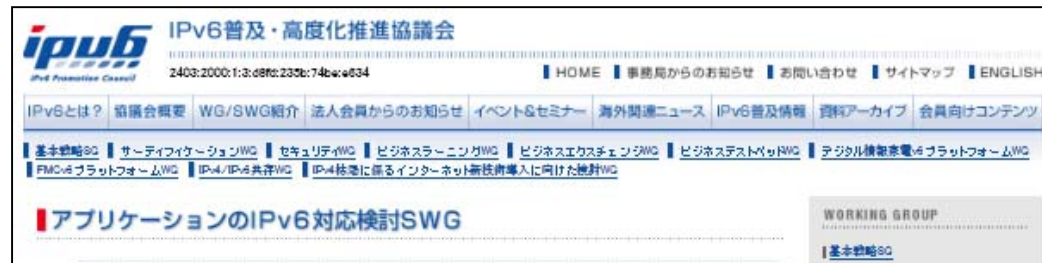 ipv6
IPv6 Promotion Council
IPv6普及・高度化推進協議会
2403:2000:1:3:d8fd:235b:74be:e634
HOME 事務局からのお知らせ お問い合わせ サイトマップ ENGLISH
IPv6とは? 協議会概要 WG/SWG紹介 法人会員からのお知らせ イベント&セミナー 海外関連ニュース IPv6普及情報 資料アーカイブ 会員向けコンテンツ
基本戦略SG サーティフィケーションWG セキュリティWG ビジネスラーニングWG ビジネスエクスチェンジWG ビジネステストベッドWG デジタル情報家電v6プラットフォームWG
FMCv6プラットフォームWG IPv4/IPv6共存WG IPv4枯渇に係るインターネット新技術導入に向けた検討WG
アプリケーションのIPv6対応検討SWG
WORKING GROUP
基本戦略SG